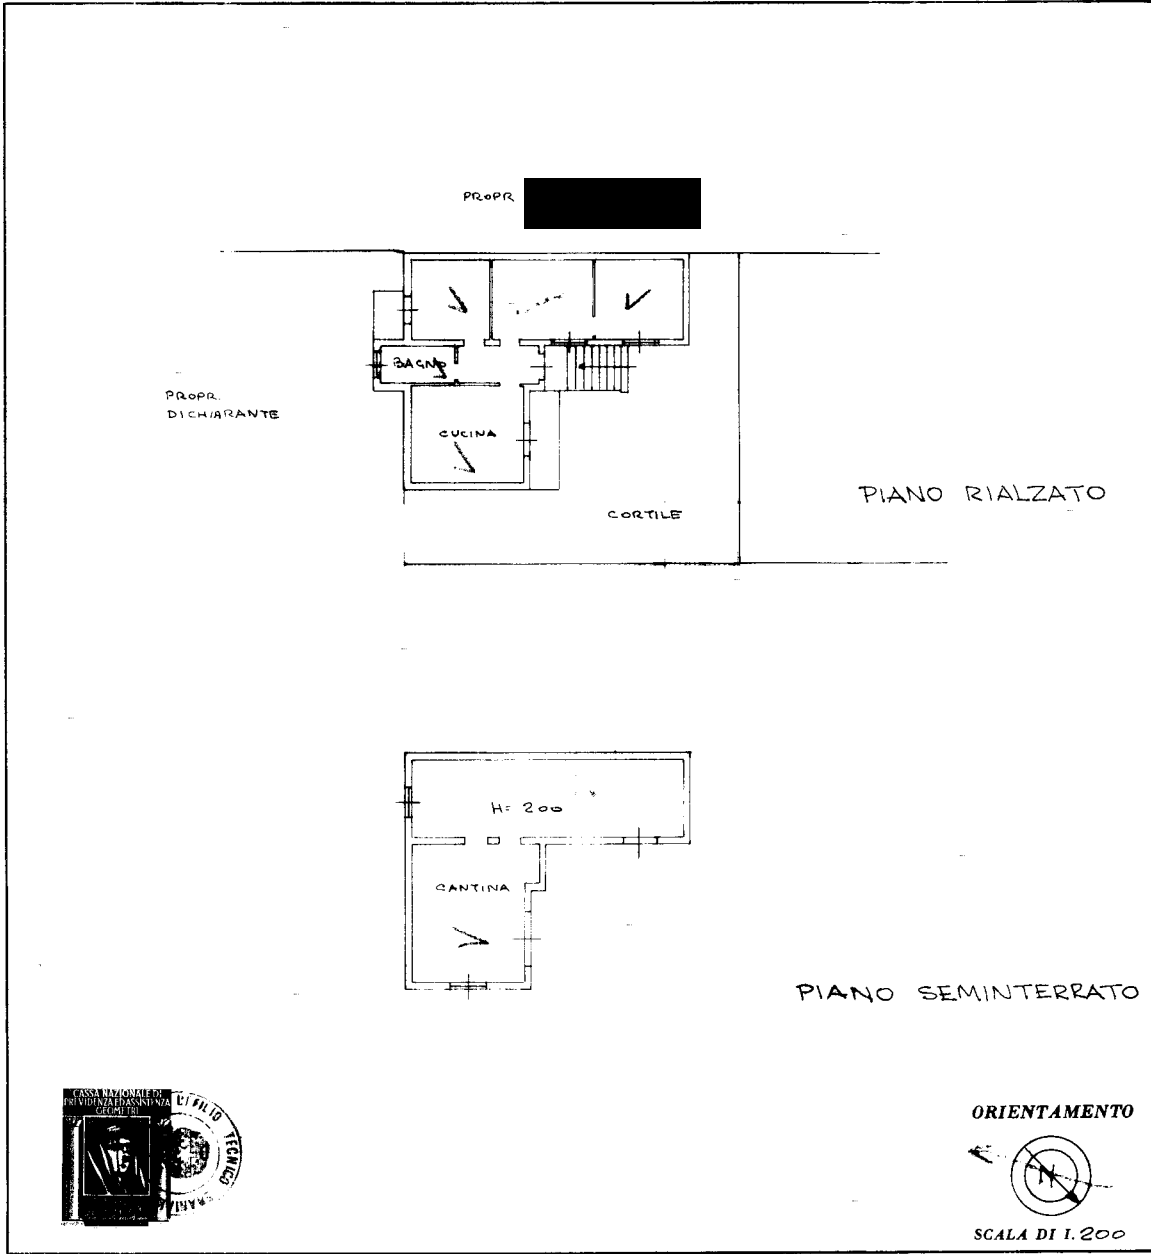 PROPR
BAGNO
PROPR.
DICHIARANTE
CUCINA
PIANO RIALZATO
CORTILE
H= 200
CANTINA
PIANO SEMINTERRATO
CASSA NAZIONALE DI
PREVIDENZA ED ASSISTENZA
GEOMETRI
TECNICO
ORIENTAMENTO
N
SCALA DI 1.200